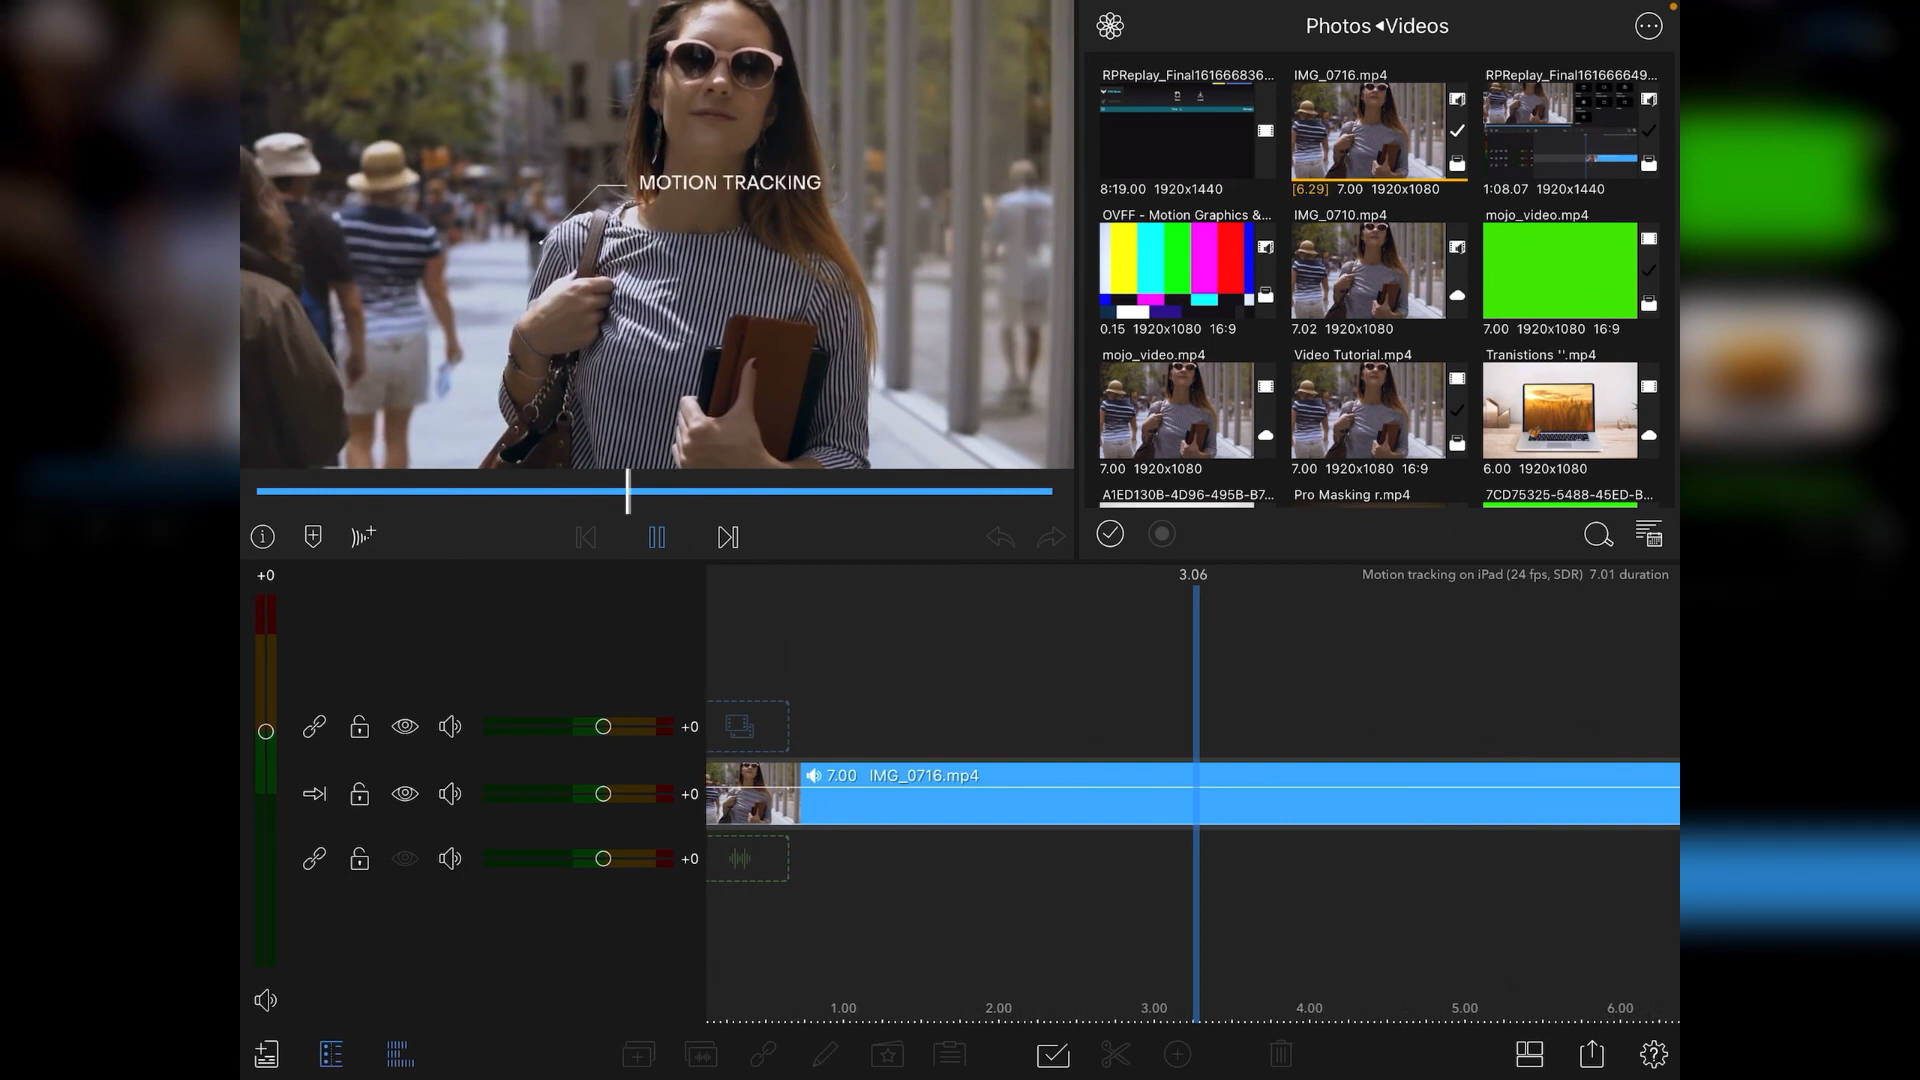 MOTION TRACKING
Photos◂Videos
RPReplay_Final161666836...
IMG_0716.mp4
RPReplay_Final161666649...
8:19.00 1920x1440
[6.29] 7.00 1920x1080
1:08.07 1920x1440
OVFF - Motion Graphics &...
IMG_0710.mp4
mojo_video.mp4
0.15 1920x1080 16:9
7.02 1920x1080
7.00 1920x1080 16:9
mojo_video.mp4
Video Tutorial.mp4
Tranistions ''.mp4
7.00 1920x1080
7.00 1920x1080 16:9
6.00 1920x1080
A1ED130B-4D96-495B-B7...
Pro Masking r.mp4
7CD75325-5488-45ED-B...
+0
3.06
Motion tracking on iPad (24 fps, SDR) 7.01 duration
+0
7.00 IMG_0716.mp4
+0
+0
1.00 2.00 3.00 4.00 5.00 6.00